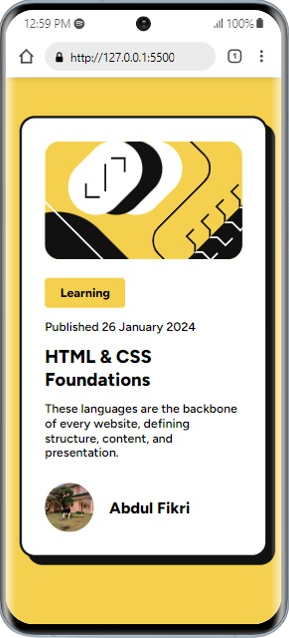 12:59 PM
100%
http://127.0.0.1:5500
1
Learning
Published 26 January 2024
HTML & CSS
Foundations
These languages are the backbone
of every website, defining
structure, content, and
presentation.
Abdul Fikri